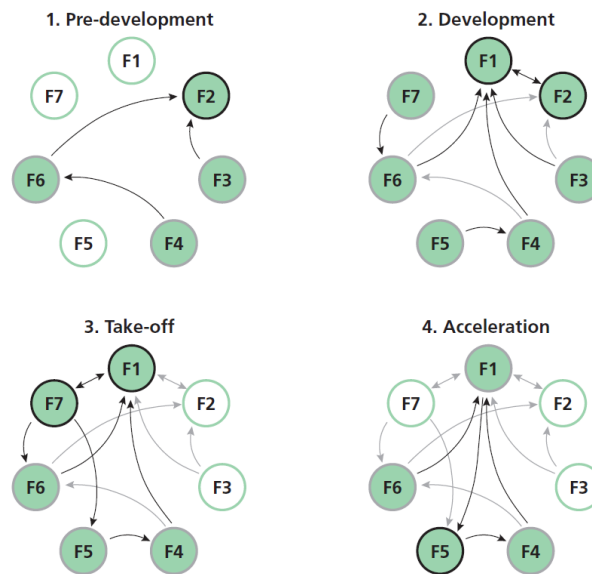 1. Pre-development
F1
F7
F2
F6
F3
F5
F4
2. Development
F1
F7
F2
F6
F3
F5
F4
3. Take-off
F1
F7
F2
F6
F3
F5
F4
4. Acceleration
F1
F7
F2
F6
F3
F5
F4